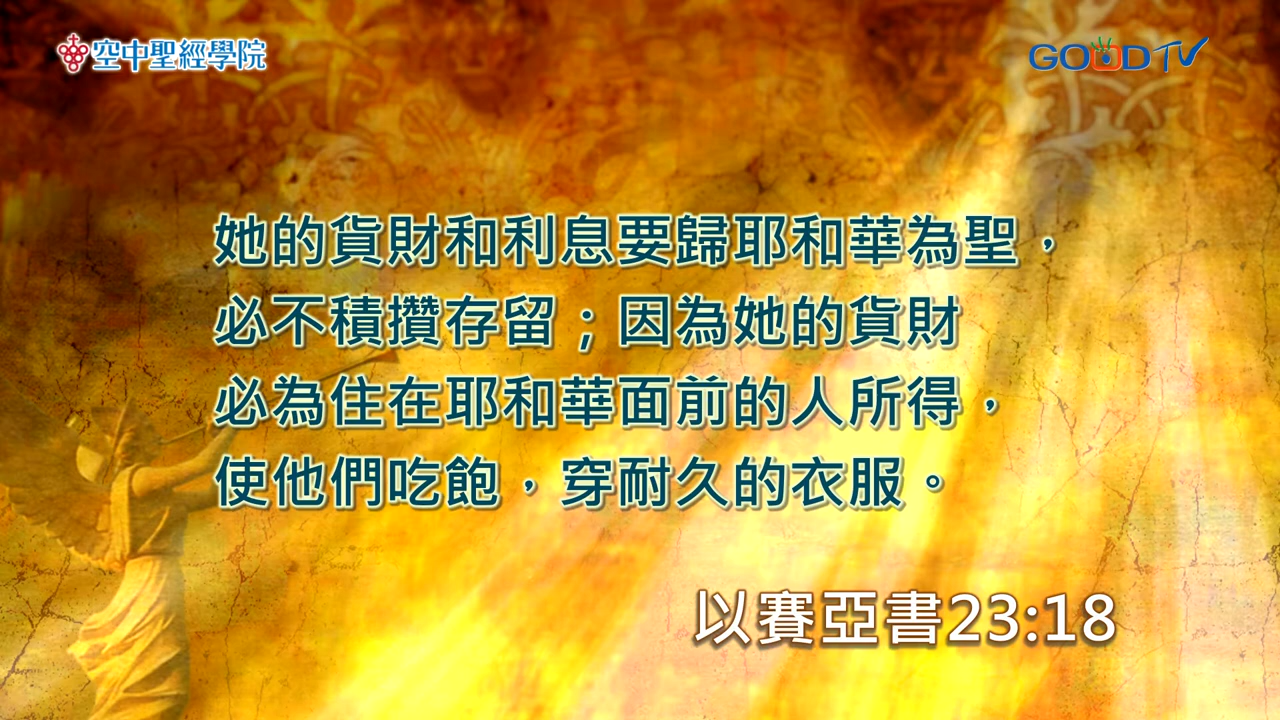 空中聖經學院
GOODTV
她的貨財和利息要歸耶和華為聖，
必不積攢存留；因為她的貨財
必為住在耶和華面前的人所得，
使他們吃飽，穿耐久的衣服。
以賽亞書23:18